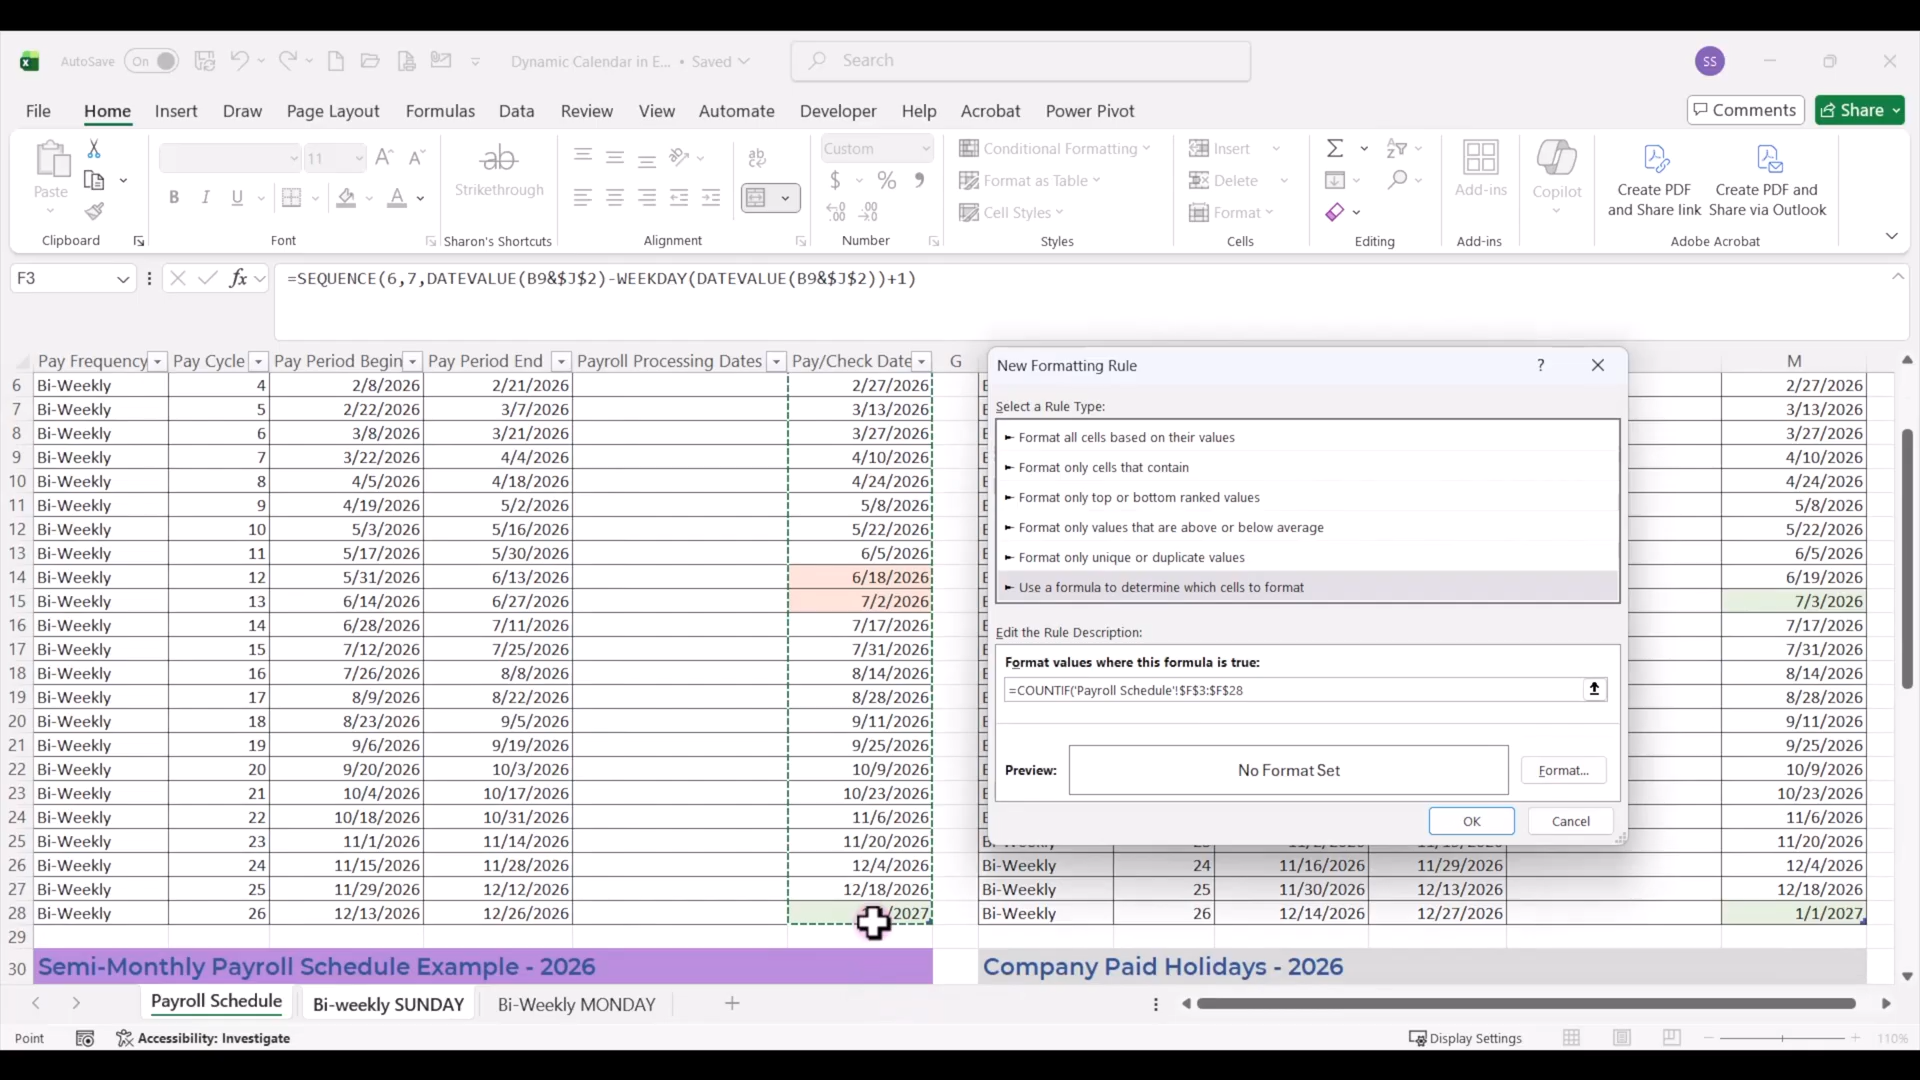 AutoSave On Dynamic Calendar in E... • Saved Search SS
File Home Insert Draw Page Layout Formulas Data Review View Automate Developer Help Acrobat Power Pivot Comments Share
Paste 11 Strikethrough Custom Conditional Formatting Insert Add-ins Copilot Create PDF Create PDF and
B I U A $ % Format as Table Delete and Share link Share via Outlook
Cell Styles Format
Clipboard Font Sharon's Shortcuts Alignment Number Styles Cells Editing Add-ins Adobe Acrobat
F3 fx =SEQUENCE(6,7,DATEVALUE(B9&$J$2)-WEEKDAY(DATEVALUE(B9&$J$2))+1)
Pay Frequency Pay Cycle Pay Period Begin Pay Period End Payroll Processing Dates Pay/Check Date G M
6 Bi-Weekly 4 2/8/2026 2/21/2026 2/27/2026 2/27/2026
7 Bi-Weekly 5 2/22/2026 3/7/2026 3/13/2026 3/13/2026
8 Bi-Weekly 6 3/8/2026 3/21/2026 3/27/2026 3/27/2026
9 Bi-Weekly 7 3/22/2026 4/4/2026 4/10/2026 4/10/2026
10 Bi-Weekly 8 4/5/2026 4/18/2026 4/24/2026 4/24/2026
11 Bi-Weekly 9 4/19/2026 5/2/2026 5/8/2026 5/8/2026
12 Bi-Weekly 10 5/3/2026 5/16/2026 5/22/2026 5/22/2026
13 Bi-Weekly 11 5/17/2026 5/30/2026 6/5/2026 6/5/2026
14 Bi-Weekly 12 5/31/2026 6/13/2026 6/18/2026 6/19/2026
15 Bi-Weekly 13 6/14/2026 6/27/2026 7/2/2026 7/3/2026
16 Bi-Weekly 14 6/28/2026 7/11/2026 7/17/2026 7/17/2026
17 Bi-Weekly 15 7/12/2026 7/25/2026 7/31/2026 7/31/2026
18 Bi-Weekly 16 7/26/2026 8/8/2026 8/14/2026 8/14/2026
19 Bi-Weekly 17 8/9/2026 8/22/2026 8/28/2026 8/28/2026
20 Bi-Weekly 18 8/23/2026 9/5/2026 9/11/2026 9/11/2026
21 Bi-Weekly 19 9/6/2026 9/19/2026 9/25/2026 9/25/2026
22 Bi-Weekly 20 9/20/2026 10/3/2026 10/9/2026 10/9/2026
23 Bi-Weekly 21 10/4/2026 10/17/2026 10/23/2026 10/23/2026
24 Bi-Weekly 22 10/18/2026 10/31/2026 11/6/2026 11/6/2026
25 Bi-Weekly 23 11/1/2026 11/14/2026 11/20/2026 11/20/2026
26 Bi-Weekly 24 11/15/2026 11/28/2026 12/4/2026 Bi-Weekly 24 11/16/2026 11/29/2026 12/4/2026
27 Bi-Weekly 25 11/29/2026 12/12/2026 12/18/2026 Bi-Weekly 25 11/30/2026 12/13/2026 12/18/2026
28 Bi-Weekly 26 12/13/2026 12/26/2026 /2027 Bi-Weekly 26 12/14/2026 12/27/2026 1/1/2027
29
30 Semi-Monthly Payroll Schedule Example - 2026 Company Paid Holidays - 2026
New Formatting Rule ? 
Select a Rule Type:
► Format all cells based on their values
► Format only cells that contain
► Format only top or bottom ranked values
► Format only values that are above or below average
► Format only unique or duplicate values
► Use a formula to determine which cells to format
Edit the Rule Description:
Format values where this formula is true:
=COUNTIF('Payroll Schedule'!$F$3:$F$28
Preview: No Format Set Format...
OK Cancel
Payroll Schedule Bi-weekly SUNDAY Bi-Weekly MONDAY
Point Accessibility: Investigate Display Settings 110%